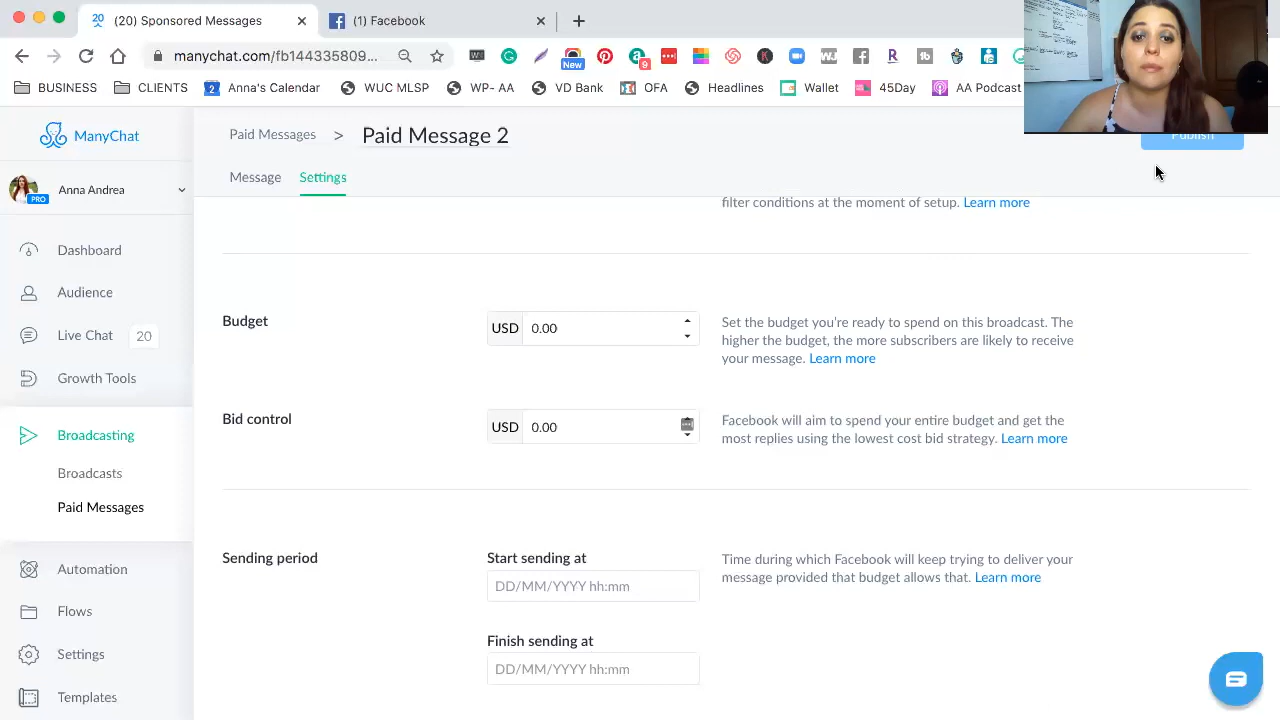 (20) Sponsored Messages
(1) Facebook
manychat.com/fb144335809...
New
9
BUSINESS
CLIENTS
2
Anna's Calendar
WUC MLSP
WP- AA
VD Bank
OFA
Headlines
Wallet
45Day
AA Podcast
ManyChat
Paid Messages > Paid Message 2
Publish
Anna Andrea
PRO
Message
Settings
filter conditions at the moment of setup. Learn more
Dashboard
Audience
Live Chat 20
Growth Tools
Broadcasting
Broadcasts
Paid Messages
Automation
Flows
Settings
Templates
Budget
USD 0.00
Set the budget you're ready to spend on this broadcast. The
higher the budget, the more subscribers are likely to receive
your message. Learn more
Bid control
USD 0.00
Facebook will aim to spend your entire budget and get the
most replies using the lowest cost bid strategy. Learn more
Sending period
Start sending at
DD/MM/YYYY hh:mm
Time during which Facebook will keep trying to deliver your
message provided that budget allows that. Learn more
Finish sending at
DD/MM/YYYY hh:mm